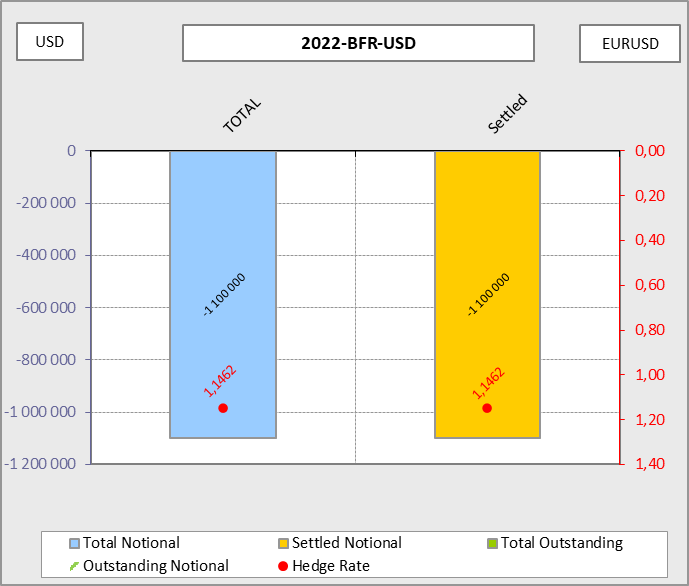 USD
2022-BFR-USD
EURUSD
TOTAL
Settled
0
-200 000
-400 000
-600 000
-800 000
-1 000 000
-1 200 000
0,00
0,20
0,40
0,60
0,80
1,00
1,20
1,40
-1 100 000
-1 100 000
1,1462
1,1462
Total Notional
Settled Notional
Total Outstanding
Outstanding Notional
Hedge Rate